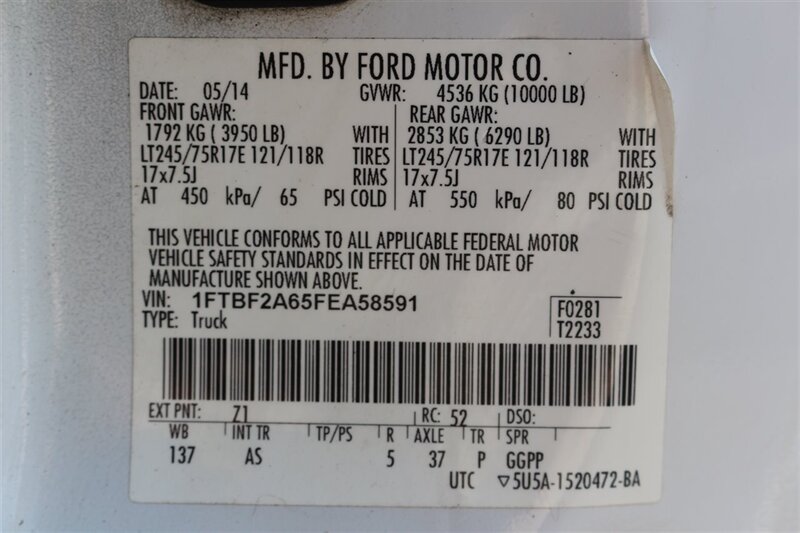 MFD. BY FORD MOTOR CO.
DATE: 05/14 GVWR: 4536 KG (10000 LB)
FRONT GAWR: REAR GAWR:
1792 KG ( 3950 LB) WITH 2853 KG ( 6290 LB) WITH
LT245/75R17E 121/118R TIRES LT245/75R17E 121/118R TIRES
17x7.5J RIMS 17x7.5J RIMS
AT 450 kPa/ 65 PSI COLD AT 550 kPa/ 80 PSI COLD
THIS VEHICLE CONFORMS TO ALL APPLICABLE FEDERAL MOTOR
VEHICLE SAFETY STANDARDS IN EFFECT ON THE DATE OF
MANUFACTURE SHOWN ABOVE.
VIN: 1FTBF2A65FEA58591 F0281
TYPE: Truck T2233
EXT PNT: Z1 RC: 52 DSO:
WB INT TR TP/PS R AXLE TR SPR
137 AS 5 37 P GGPP
UTC ▽5U5A-1520472-BA